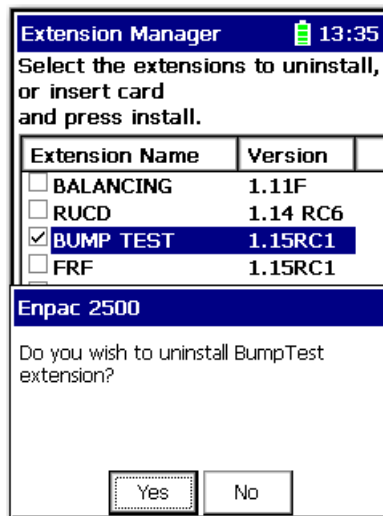 Extension Manager 13:35
Select the extensions to uninstall,
or insert card
and press install.
Extension Name Version
BALANCING 1.11F
RUCD 1.14 RC6
BUMP TEST 1.15RC1
FRF 1.15RC1
Enpac 2500
Do you wish to uninstall BumpTest
extension?
Yes No